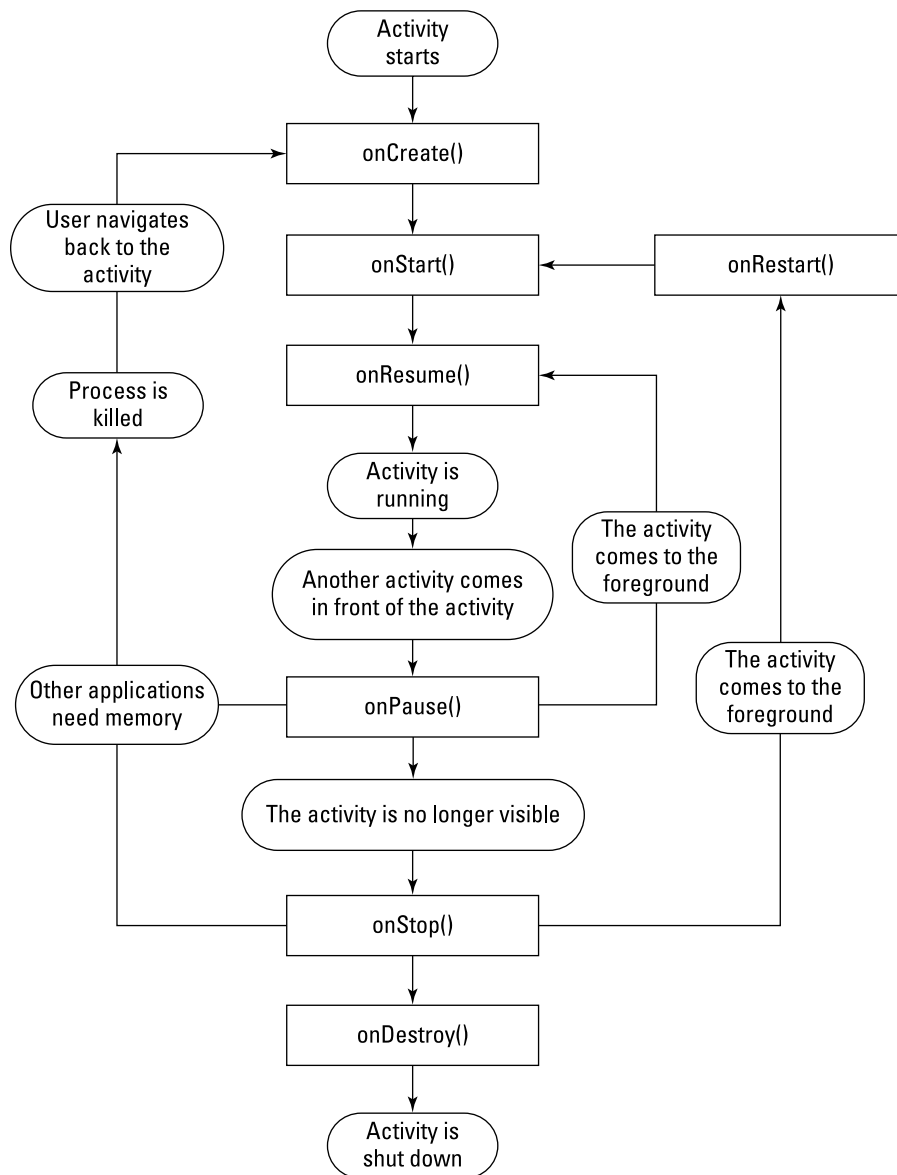 Activity
starts
onCreate()
User navigates
back to the
activity
onStart()
onRestart()
onResume()
Process is
killed
Activity is
running
The activity
comes to the
foreground
Another activity comes
in front of the activity
Other applications
need memory
onPause()
The activity
comes to the
foreground
The activity is no longer visible
onStop()
onDestroy()
Activity is
shut down